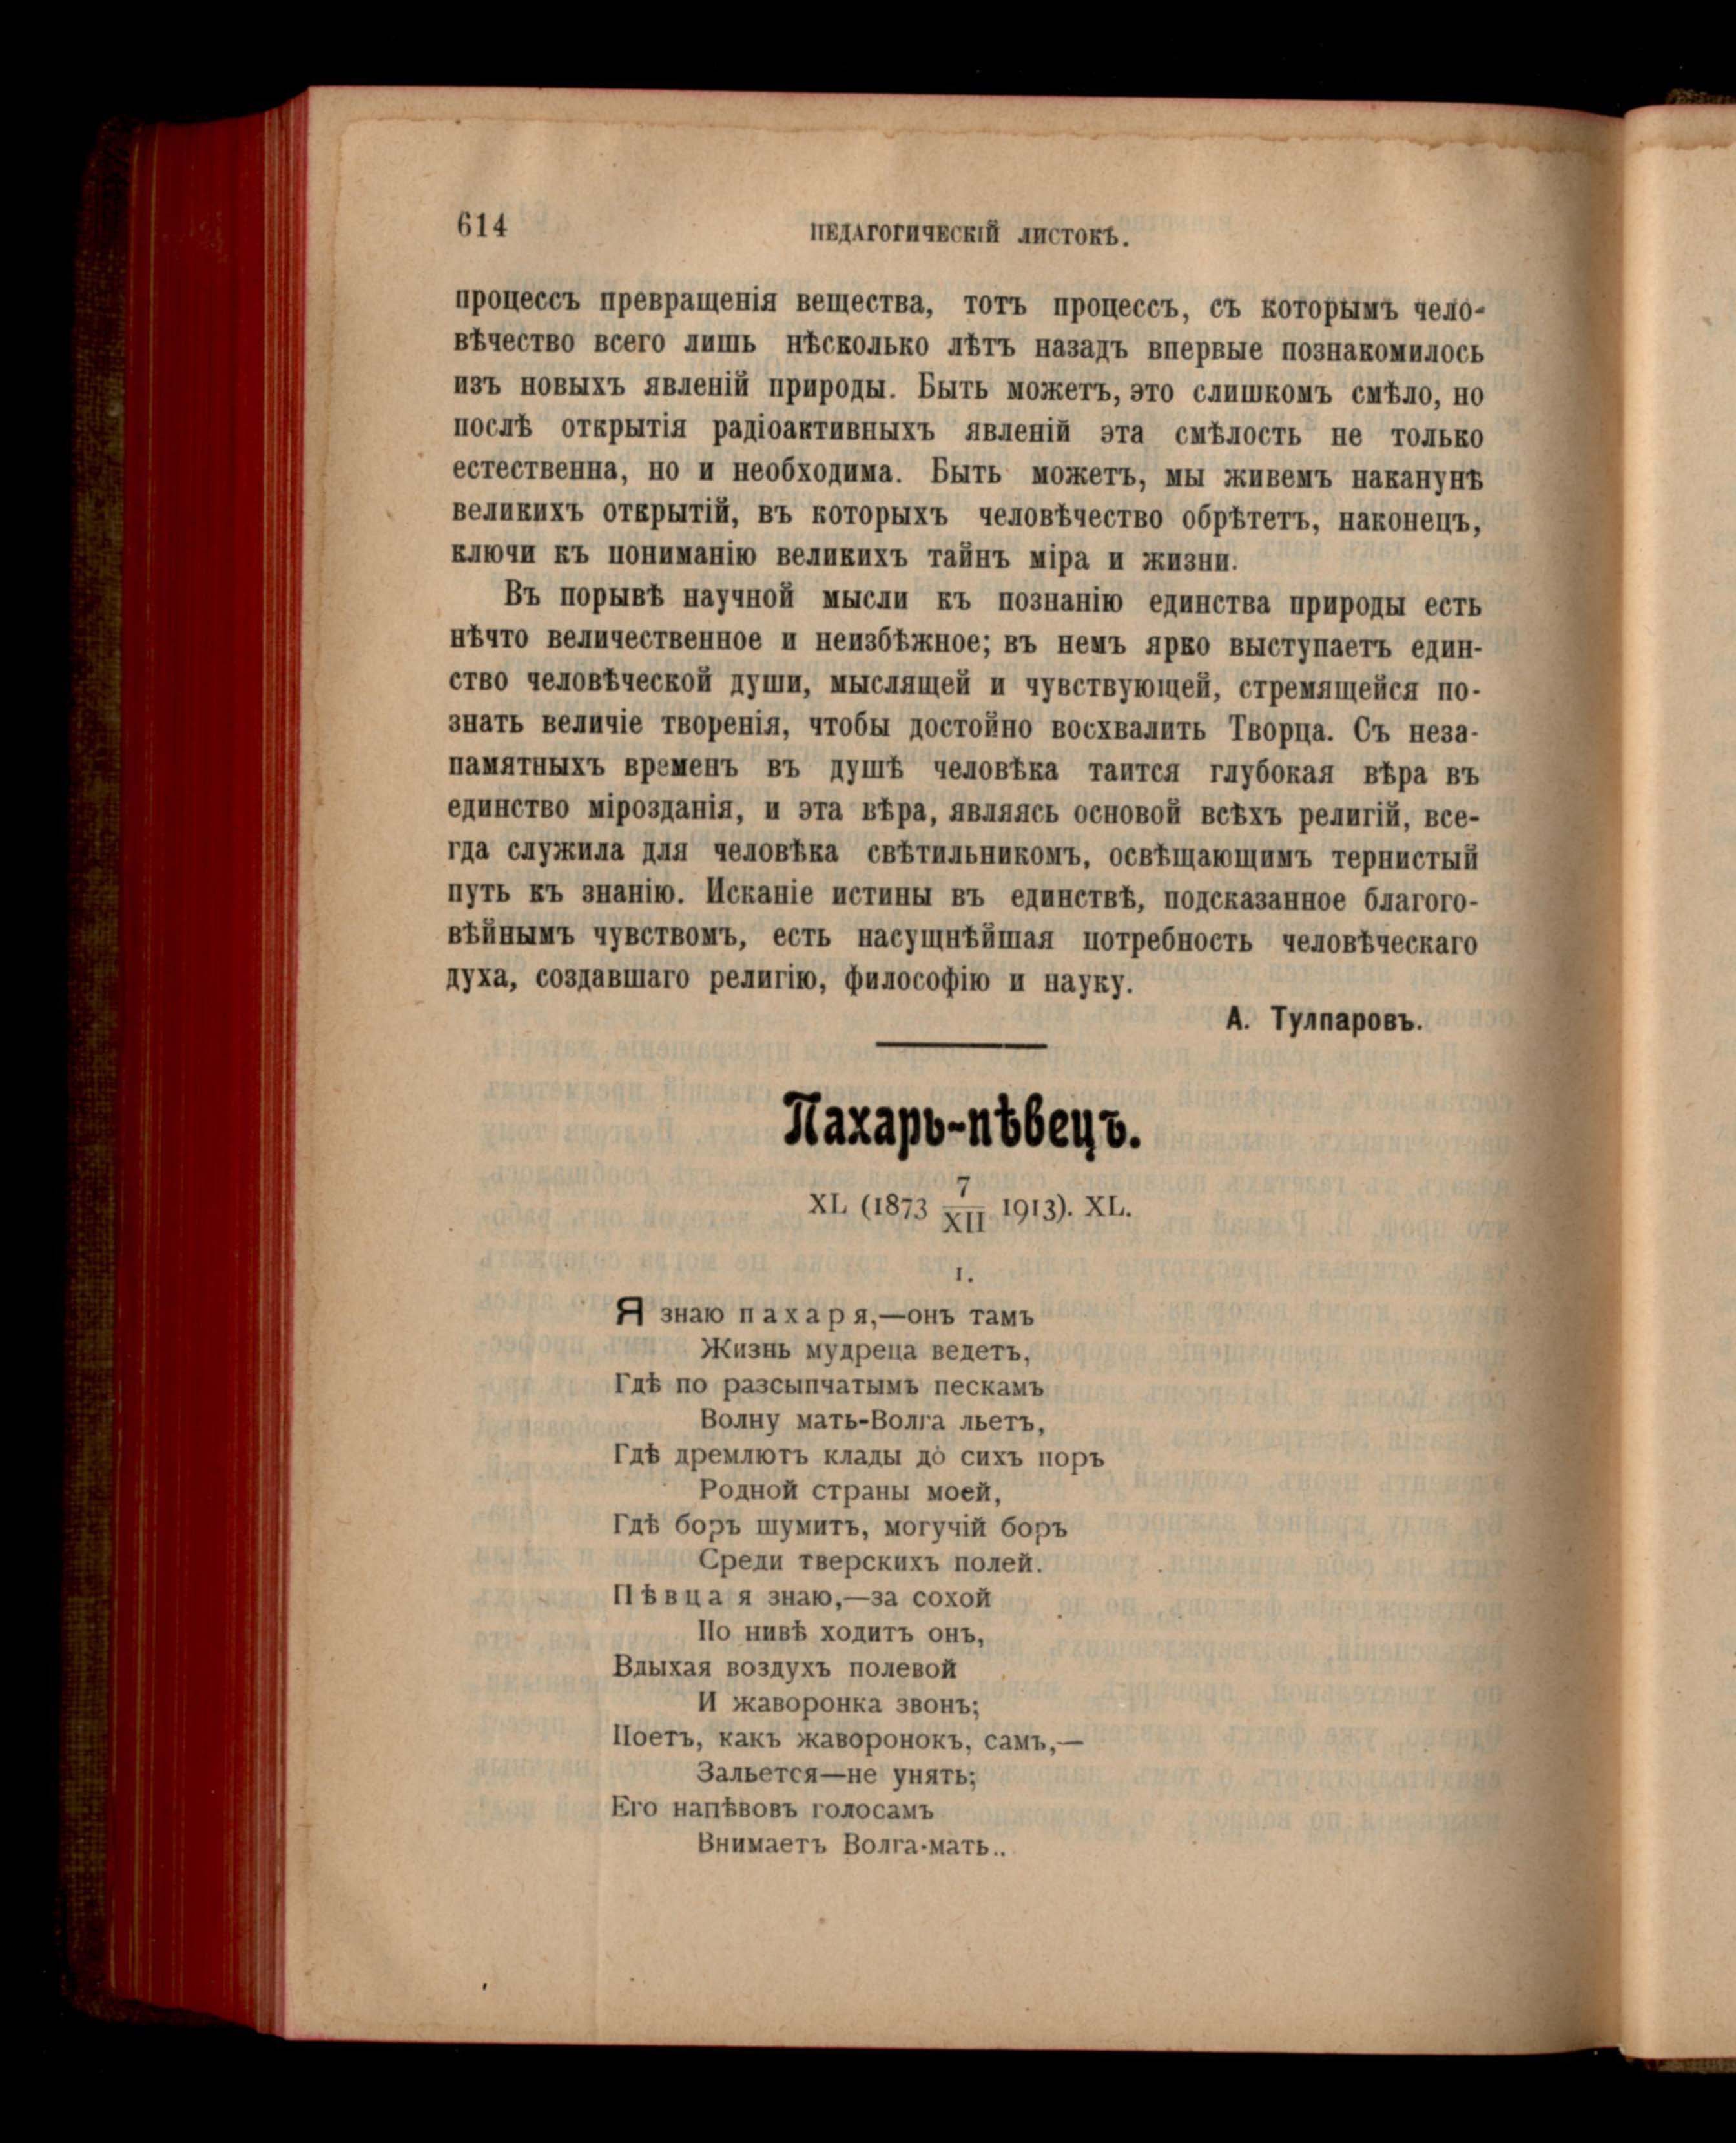 614
ПЕДАГОГИЧЕСКІЙ ЛИСТОКЪ.
процессъ превращенія вещества, тотъ процессъ, съ которымъ чело-
вѣчество всего лишь нѣсколько лѣтъ назадъ впервые познакомилось
изъ новыхъ явленій природы. Быть можетъ, это слишкомъ смѣло, но
послѣ открытія радіоактивныхъ явленій эта смѣлость не только
естественна, но и необходима. Быть можетъ, мы живемъ наканунѣ
великихъ открытій, въ которыхъ человѣчество обрѣтетъ, наконецъ,
ключи къ пониманію великихъ тайнъ міра и жизни.
Въ порывѣ научной мысли къ познанію единства природы есть
нѣчто величественное и неизбѣжное; въ немъ ярко выступаетъ един-
ство человѣческой души, мыслящей и чувствующей, стремящейся по-
знать величіе творенія, чтобы достойно восхвалить Творца. Съ неза-
памятныхъ временъ въ душѣ человѣка таится глубокая вѣра въ
единство мірозданія, и эта вѣра, являясь основой всѣхъ религій, все-
гда служила для человѣка свѣтильникомъ, освѣщающимъ тернистый
путь къ знанію. Исканіе истины въ единствѣ, подсказанное благого-
вѣйнымъ чувствомъ, есть насущнѣйшая потребность человѣческаго
духа, создавшаго религію, философію и науку.
А. Тулпаровъ.
Пахарь-пѣвецъ.
XL (1873 7/XII 1913). XL.
I.
Я знаю пахаря,—онъ тамъ
Жизнь мудреца ведетъ,
Гдѣ по разсыпчатымъ пескамъ
Волну мать-Волга льетъ,
Гдѣ дремлютъ клады до сихъ поръ
Родной страны моей,
Гдѣ боръ шумитъ, могучій боръ
Среди тверскихъ полей.
Пѣвца я знаю,—за сохой
По нивѣ ходитъ онъ,
Вдыхая воздухъ полевой
И жаворонка звонъ;
Поетъ, какъ жаворонокъ, самъ,—
Зальется—не унять;
Его напѣвовъ голосамъ
Внимаетъ Волга-мать..